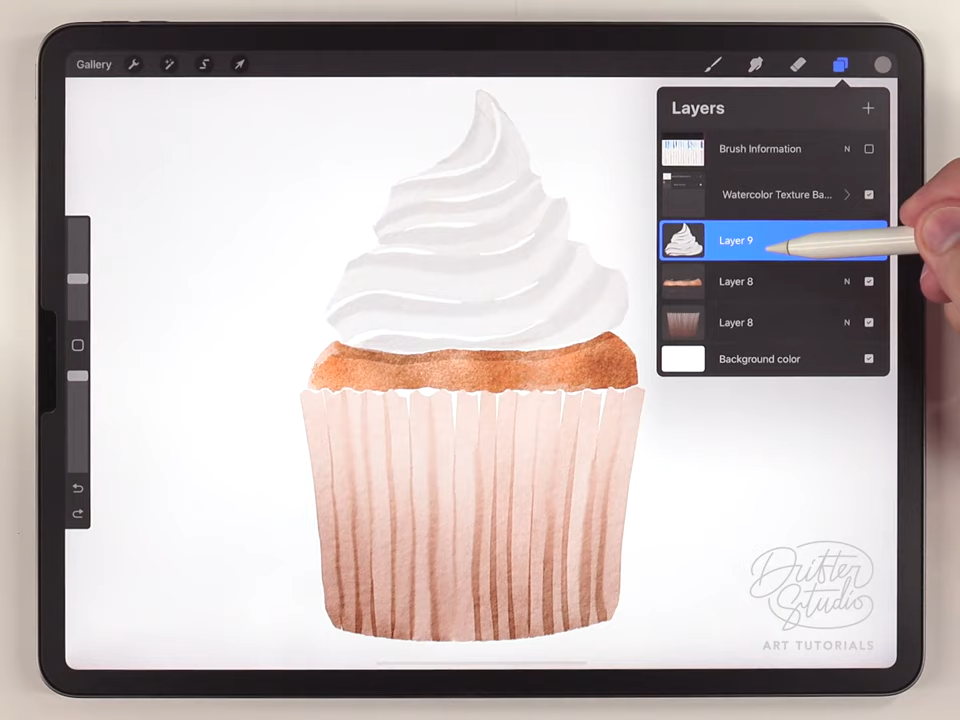 Gallery
Layers
Brush Information N
Watercolor Texture Ba...
Layer 9
Layer 8 N
Layer 8 N
Background color
Drifter
Studio
ART TUTORIALS